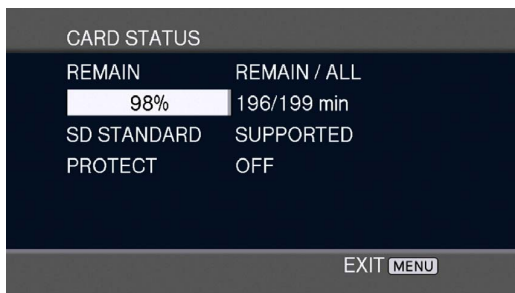 CARD STATUS
REMAIN REMAIN / ALL
98% 196/199 min
SD STANDARD SUPPORTED
PROTECT OFF
EXIT MENU